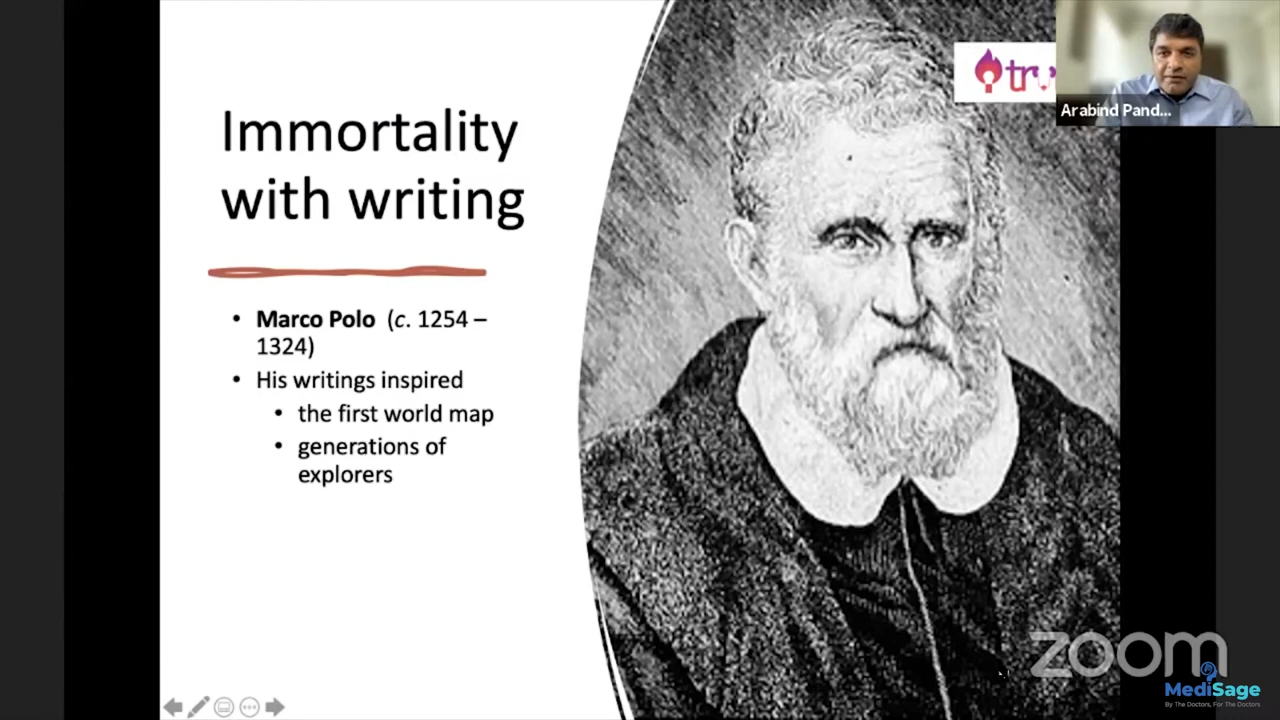 Immortality
with writing
• Marco Polo (c. 1254 –
1324)
• His writings inspired
• the first world map
• generations of
explorers
Arabind Pand...
zoom
MediSage
By The Doctors, For The Doctors